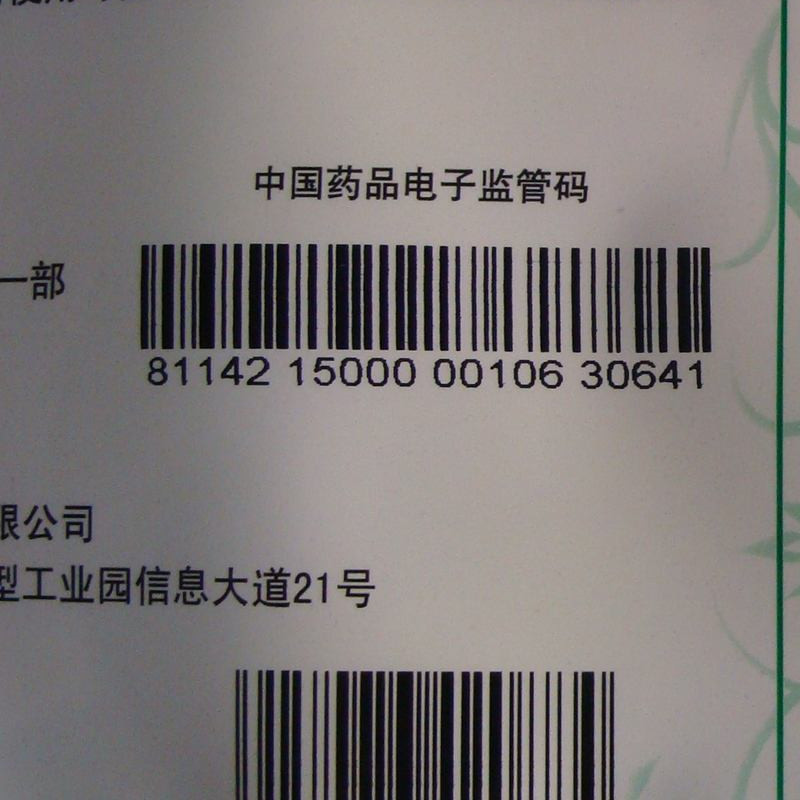 中国药品电子监管码
一部
81142 15000 00106 30641
限公司
型工业园信息大道21号